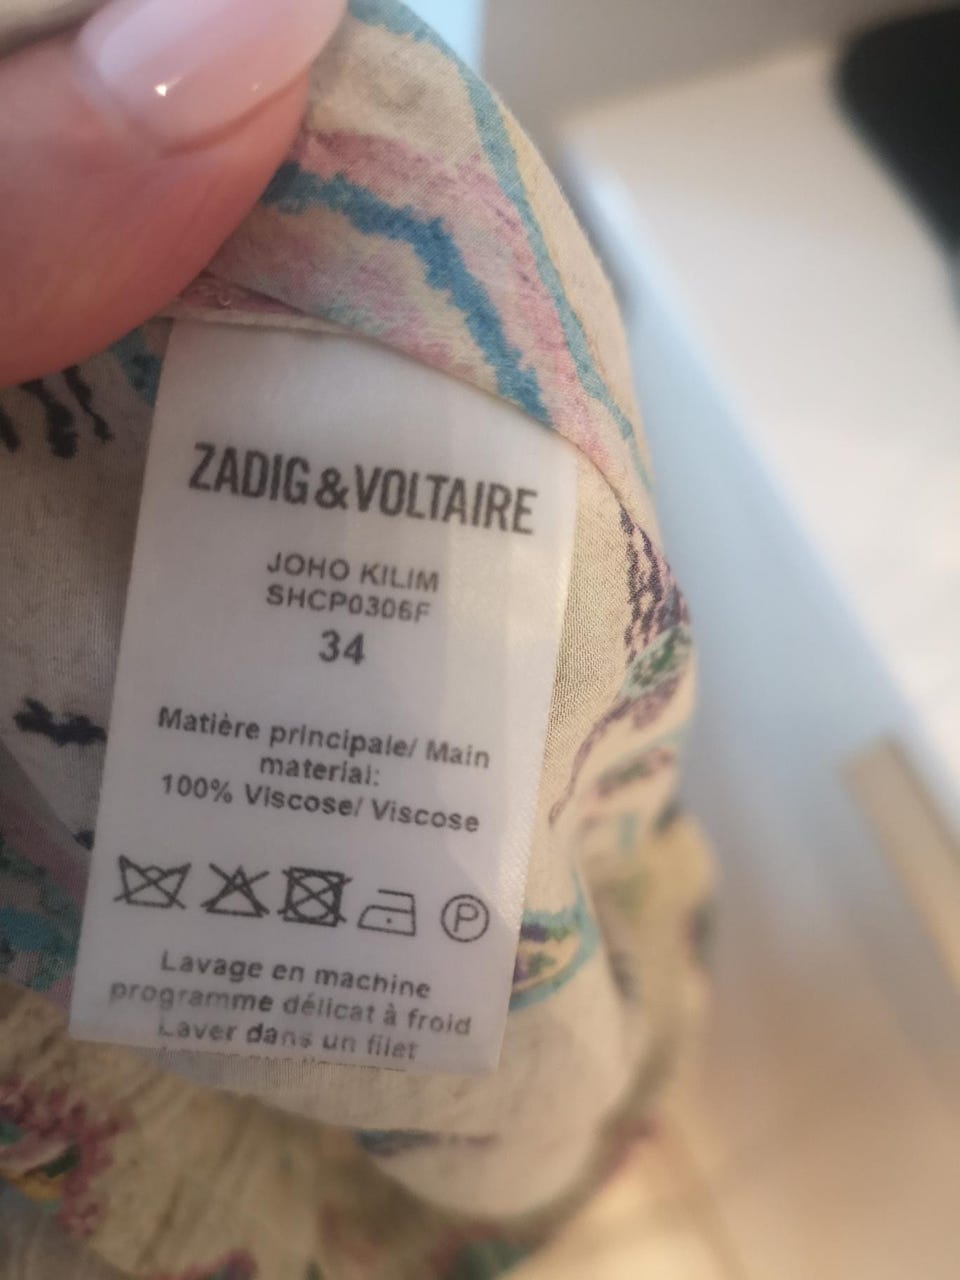 ZADIG&VOLTAIRE
JOHO KILIM
SHCP0306F
34
Matière principale/ Main
material:
100% Viscose/ Viscose
P
Lavage en machine
programme délicat à froid
Laver dans un filet